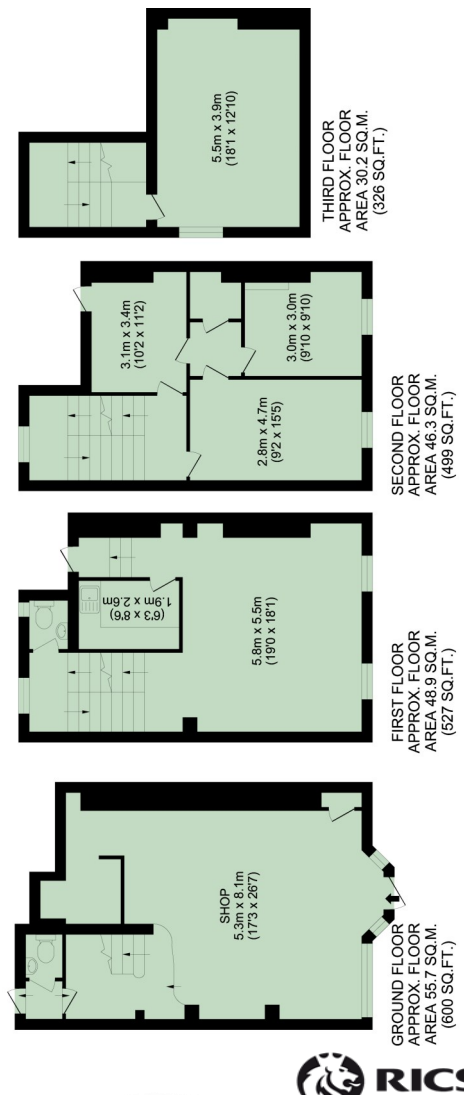 SHOP
5.3m x 8.1m
(17'3 x 26'7)
GROUND FLOOR
APPROX. FLOOR
AREA 55.7 SQ.M.
(600 SQ.FT.)
(6'3 x 8'6)
1.9m x 2.6m
5.8m x 5.5m
(19'0 x 18'1)
FIRST FLOOR
APPROX. FLOOR
AREA 48.9 SQ.M.
(527 SQ.FT.)
3.1m x 3.4m
(10'2 x 11'2)
2.8m x 4.7m
(9'2 x 15'5)
3.0m x 3.0m
(9'10 x 9'10)
SECOND FLOOR
APPROX. FLOOR
AREA 46.3 SQ.M.
(499 SQ.FT.)
5.5m x 3.9m
(18'1 x 12'10)
THIRD FLOOR
APPROX. FLOOR
AREA 30.2 SQ.M.
(326 SQ.FT.)
RICS